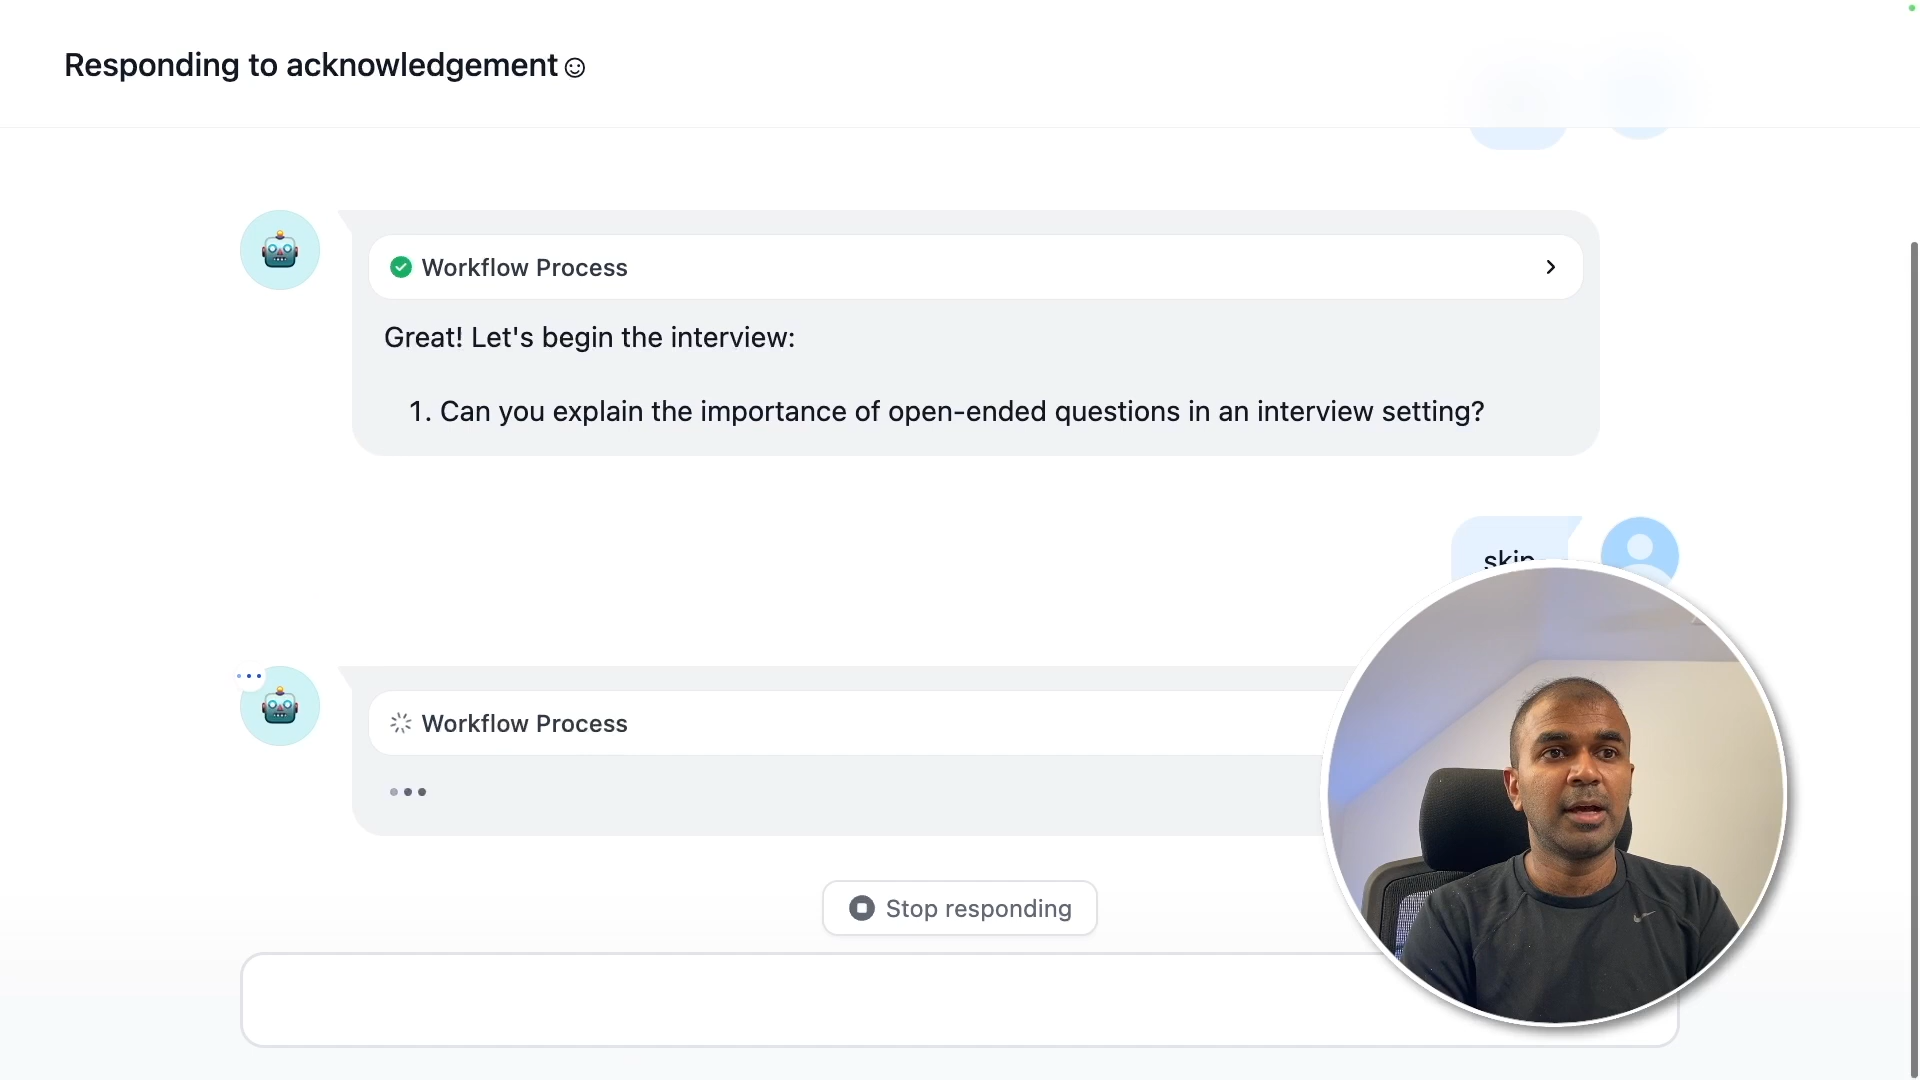 Responding to acknowledgement
Workflow Process
Great! Let's begin the interview:
1. Can you explain the importance of open-ended questions in an interview setting?
skip
Workflow Process
Stop responding